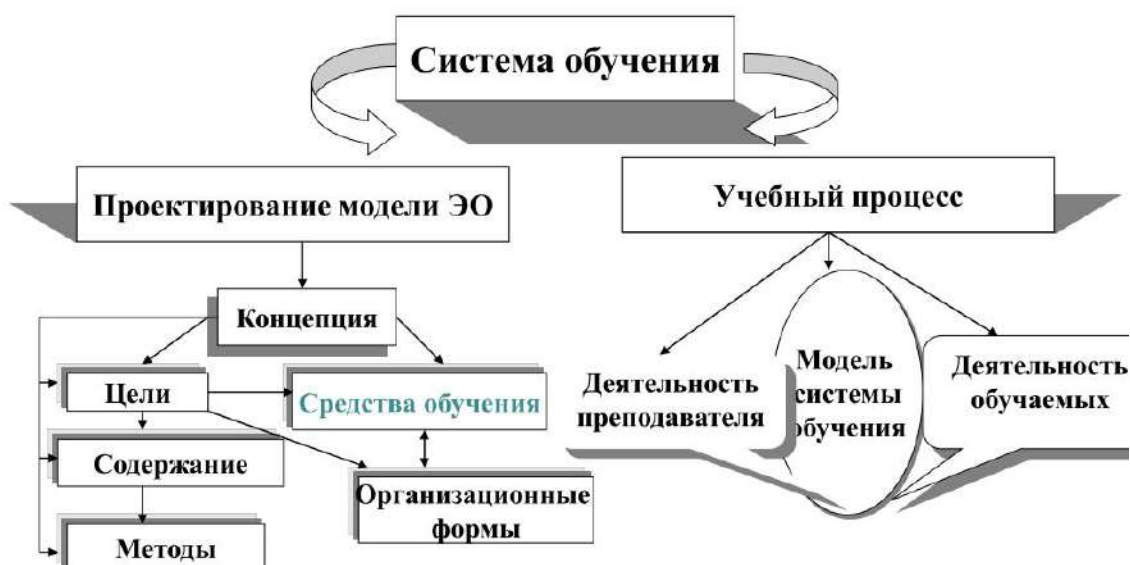 Система обучения
Проектирование модели ЭО
Учебный процесс
Концепция
Цели
Средства обучения
Содержание
Организационные
формы
Методы
Деятельность
преподавателя
Модель
системы
обучения
Деятельность
обучаемых